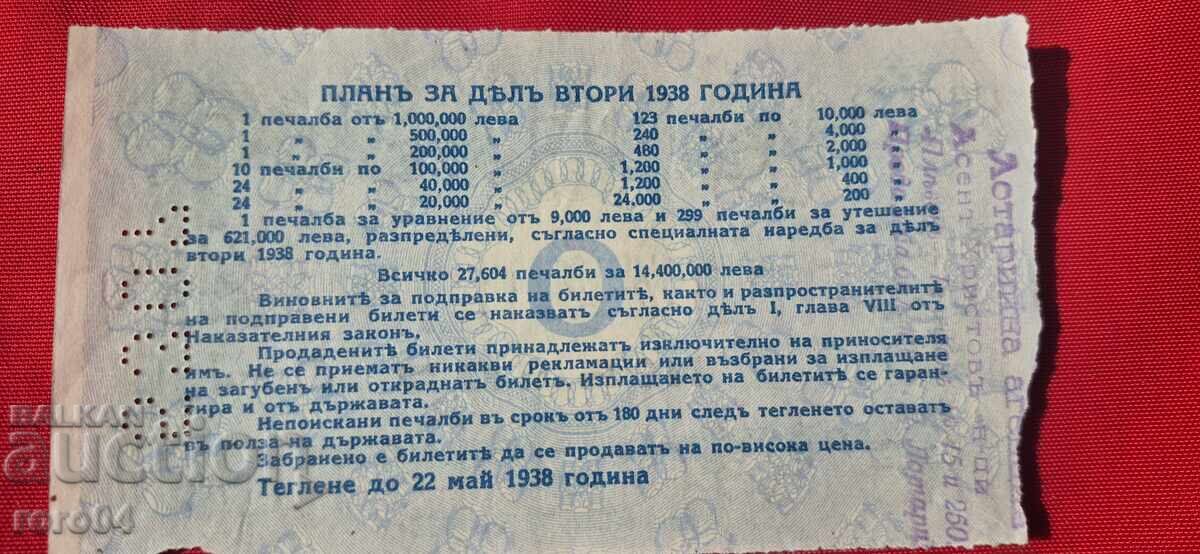 ПЛАНЪ ЗА ДѢЛЪ ВТОРИ 1938 ГОДИНА
1 печалба отъ 1,000,000 лева 123 печалби по 10,000 лева
1 „ „ 500,000 „ 240 „ „ 4,000 „
1 „ „ 200,000 „ 480 „ „ 2,000 „
10 печалби по 100,000 „ 1,200 „ „ 1,000 „
24 „ „ 40,000 „ 1,200 „ „ 400 „
24 „ „ 20,000 „ 24,000 „ „ 200 „
1 печалба за уравнение отъ 9,000 лева и 299 печалби за утешение
за 621,000 лева, разпредѣлени, съгласно специалната наредба за дѣлъ
втори 1938 година.
Всичко 27,604 печалби за 14,400,000 лева
Виновнитѣ за подправка на билетитѣ, както и разпространителитѣ
на подправени билети се наказватъ съгласно дѣлъ I, глава VIII отъ
Наказателния законъ.
Продаденитѣ билети принадлежатъ изключително на приносителя
имъ. Не се приематъ никакви рекламации или възбрани за изплащане
на загубенъ или откраднатъ билетъ. Изплащането на билетитѣ се гаран-
тира и отъ държавата.
Непоискани печалби въ срокъ отъ 180 дни следъ тегленето оставатъ
въ полза на държавата.
Забранено е билетитѣ да се продаватъ на по-висока цена.
Теглене до 22 май 1938 година
Асенъ Христовъ
BALKAN
auctio
rero04